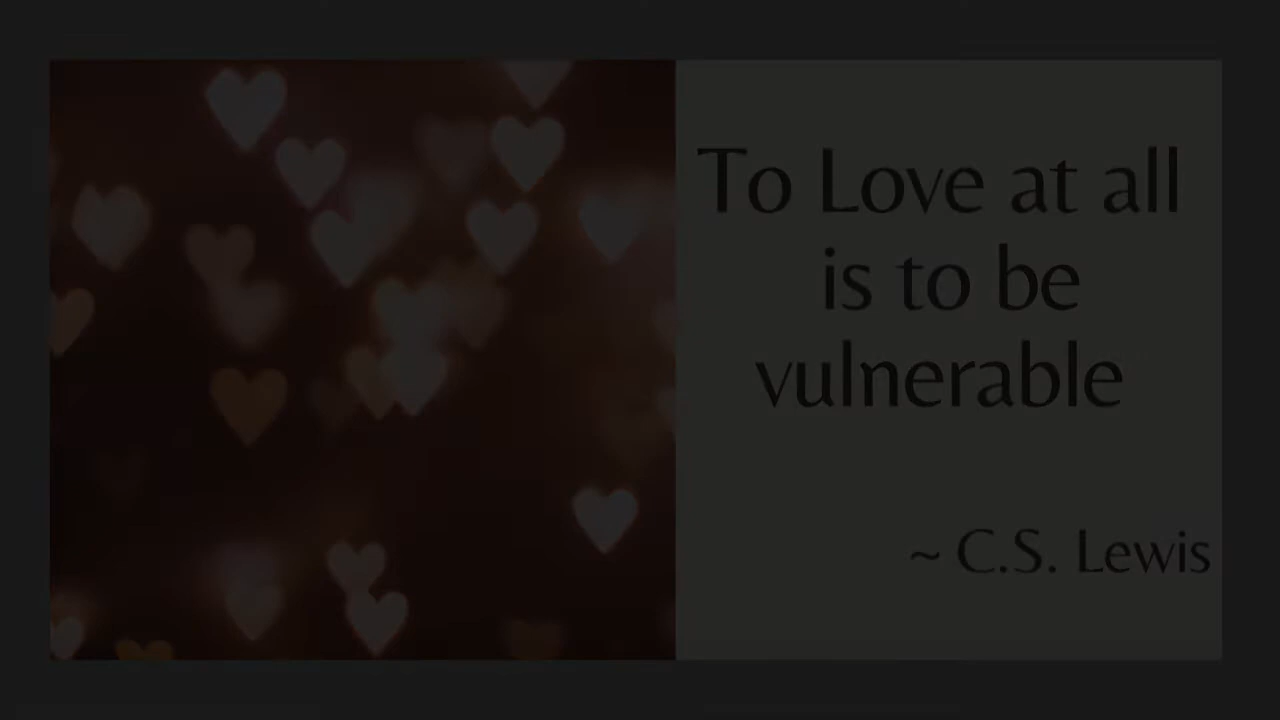 To Love at all
is to be
vulnerable
~ C.S. Lewis